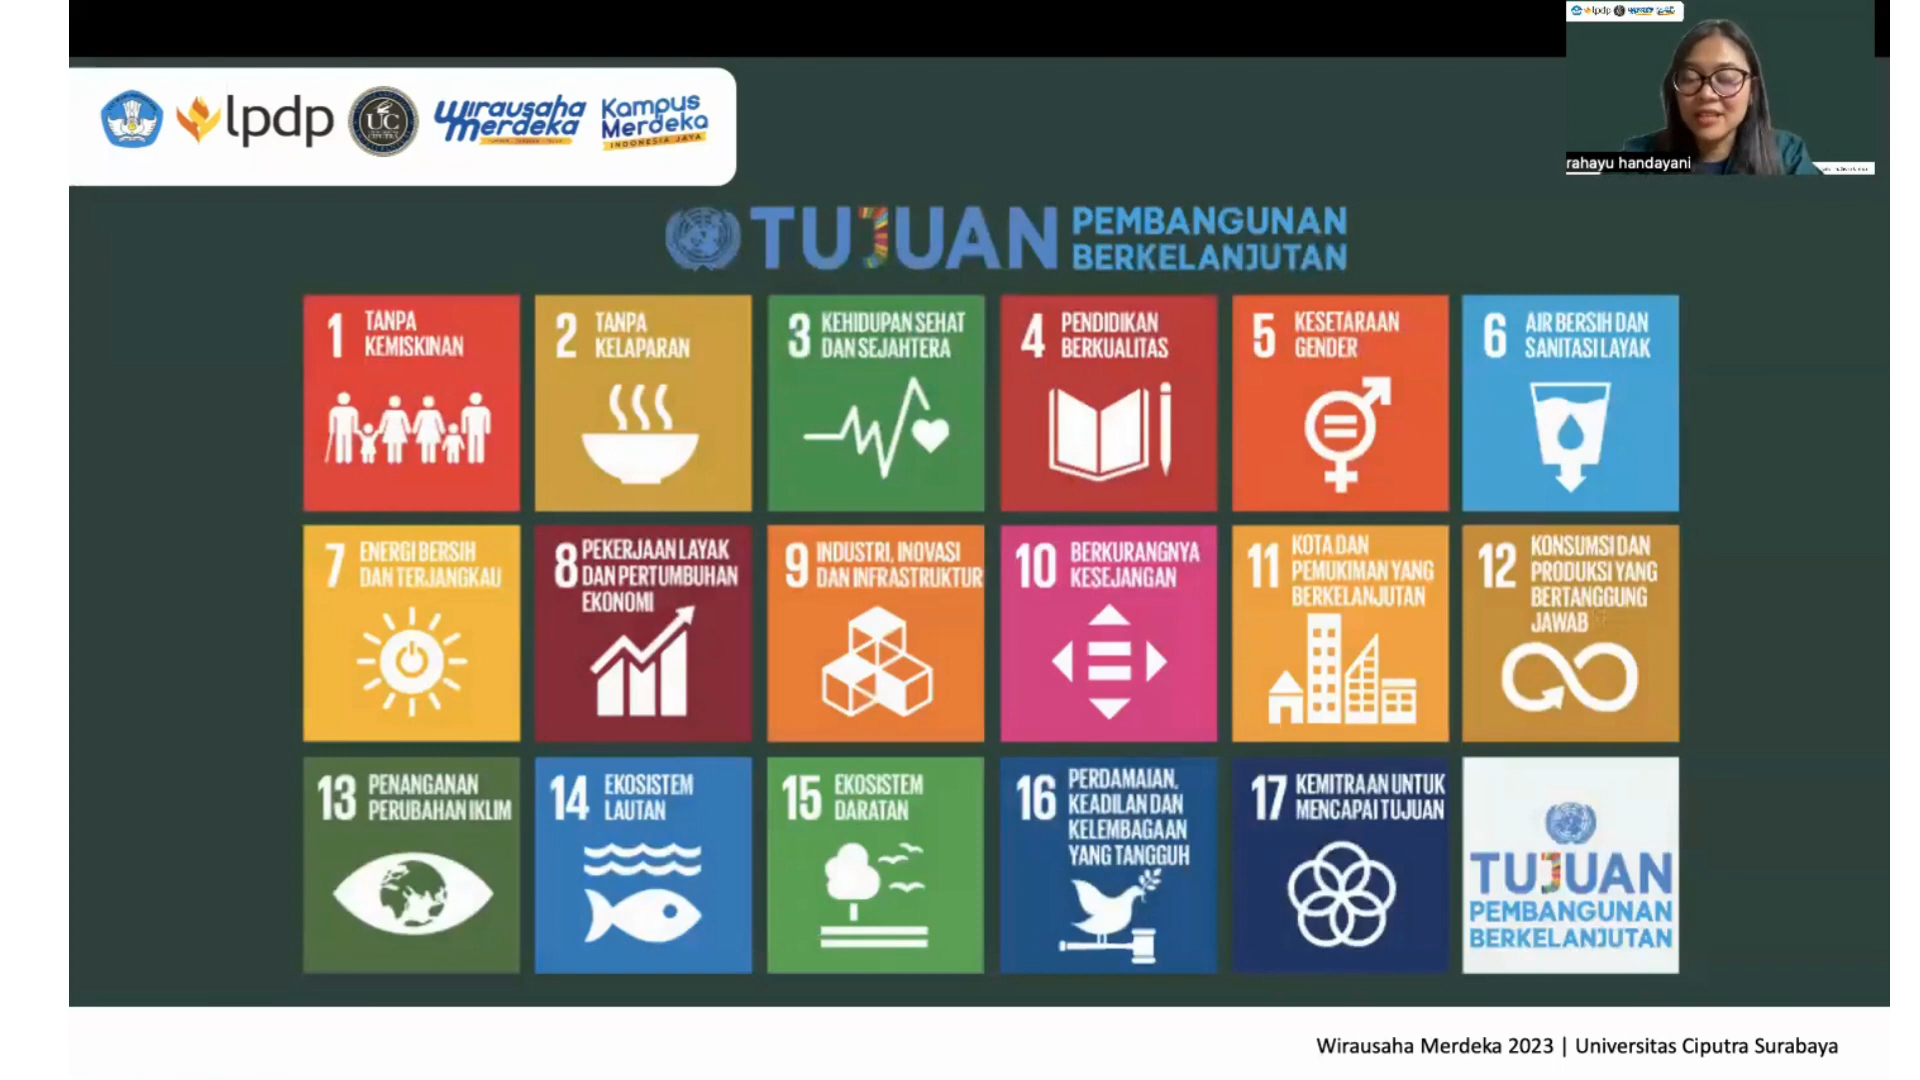 lpdp
UC
Wirausaha
Merdeka
Kampus
Merdeka
INDONESIA JAYA
lpdp
rahayu handayani
TUJUAN PEMBANGUNAN
BERKELANJUTAN
1 TANPA
KEMISKINAN
2 TANPA
KELAPARAN
3 KEHIDUPAN SEHAT
DAN SEJAHTERA
4 PENDIDIKAN
BERKUALITAS
5 KESETARAAN
GENDER
6 AIR BERSIH DAN
SANITASI LAYAK
7 ENERGI BERSIH
DAN TERJANGKAU
8 PEKERJAAN LAYAK
DAN PERTUMBUHAN
EKONOMI
9 INDUSTRI, INOVASI
DAN INFRASTRUKTUR
10 BERKURANGNYA
KESEJANGAN
11 KOTA DAN
PEMUKIMAN YANG
BERKELANJUTAN
12 KONSUMSI DAN
PRODUKSI YANG
BERTANGGUNG
JAWAB
13 PENANGANAN
PERUBAHAN IKLIM
14 EKOSISTEM
LAUTAN
15 EKOSISTEM
DARATAN
16 PERDAMAIAN,
KEADILAN DAN
KELEMBAGAAN
YANG TANGGUH
17 KEMITRAAN UNTUK
MENCAPAI TUJUAN
TUJUAN
PEMBANGUNAN
BERKELANJUTAN
Wirausaha Merdeka 2023 | Universitas Ciputra Surabaya